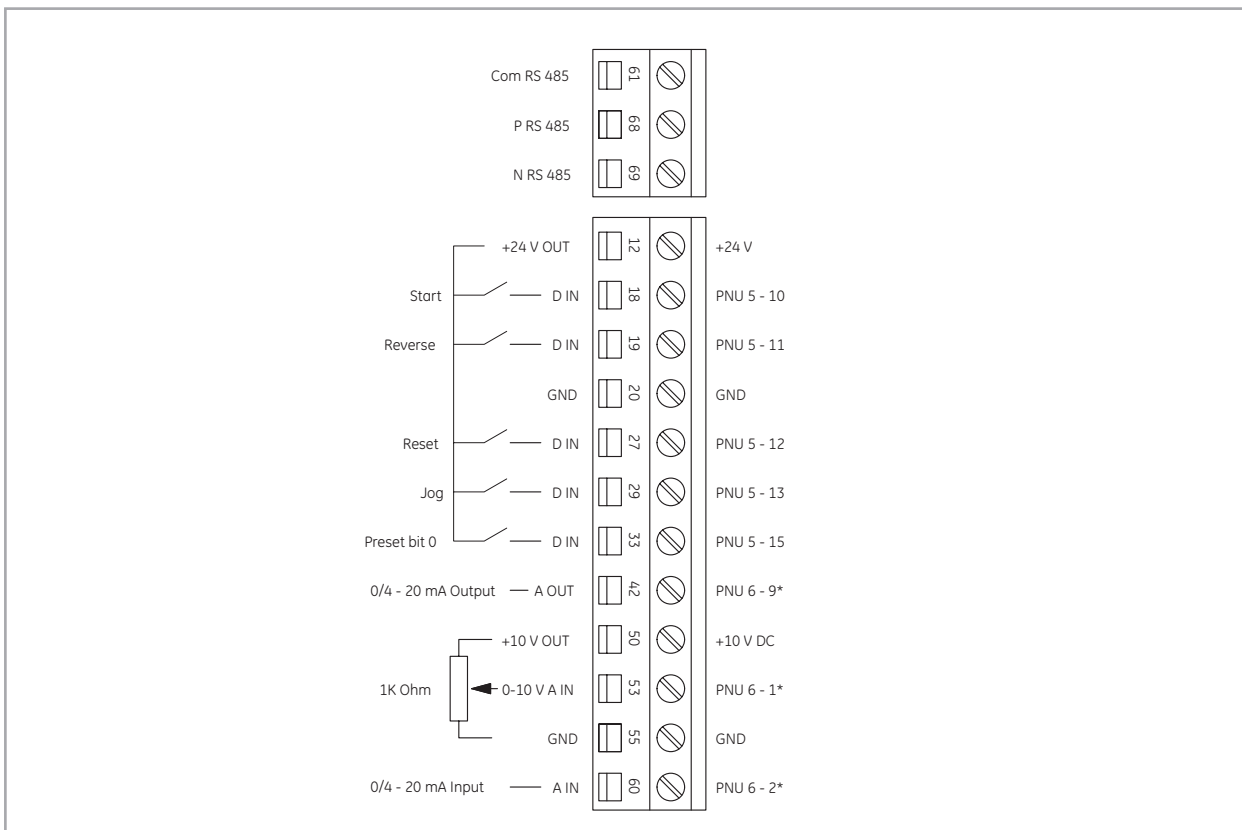 Com RS 485 61
P RS 485 68
N RS 485 69
+24 V OUT 12 +24 V
Start D IN 18 PNU 5 - 10
Reverse D IN 19 PNU 5 - 11
GND 20 GND
Reset D IN 27 PNU 5 - 12
Jog D IN 29 PNU 5 - 13
Preset bit 0 D IN 33 PNU 5 - 15
0/4 - 20 mA Output A OUT 42 PNU 6 - 9*
+10 V OUT 50 +10 V DC
1K Ohm 0-10 V A IN 53 PNU 6 - 1*
GND 55 GND
0/4 - 20 mA Input A IN 60 PNU 6 - 2*